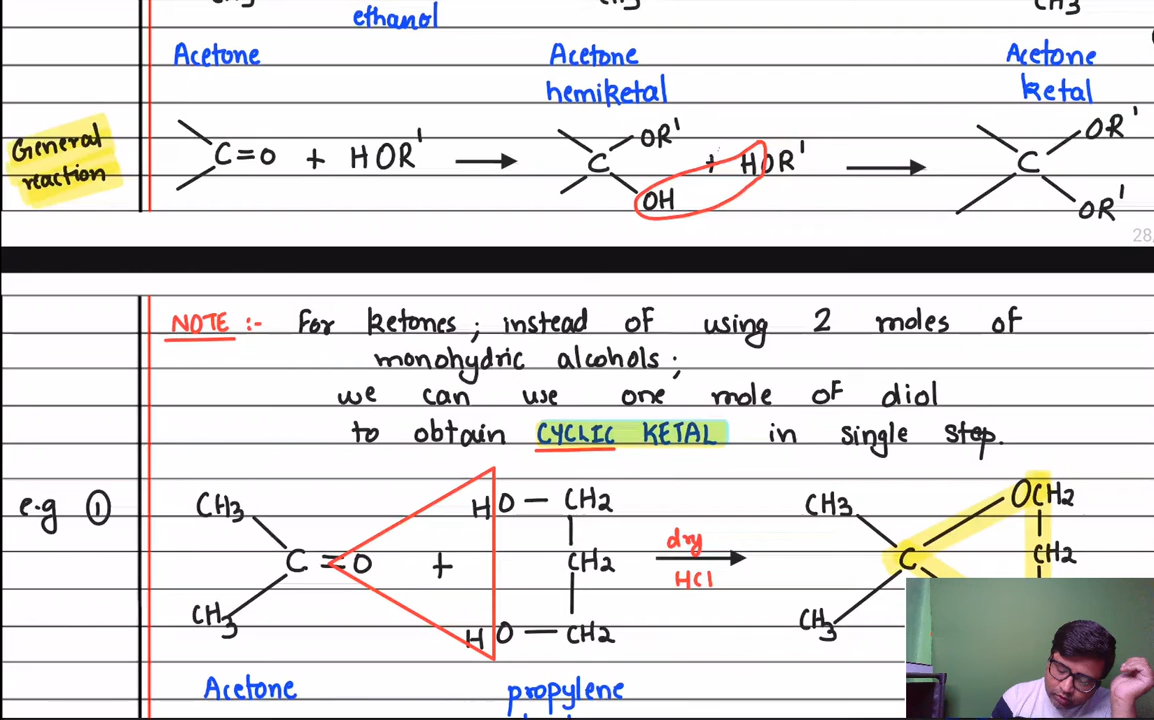 ethanol
Acetone Acetone Acetone
hemiketal ketal
General reaction
C=O + HOR' → C OR' OH + HOR' → C OR' OR'
28
NOTE :- For ketones ; instead of using 2 moles of
monohydric alcohols ;
we can use one mole of diol
to obtain CYCLIC KETAL in single step.
e.g ①
CH3 HO — CH2 CH3 OCH2
C=O + CH2 dry HCl → C CH2
CH3 HO — CH2 CH3
Acetone propylene